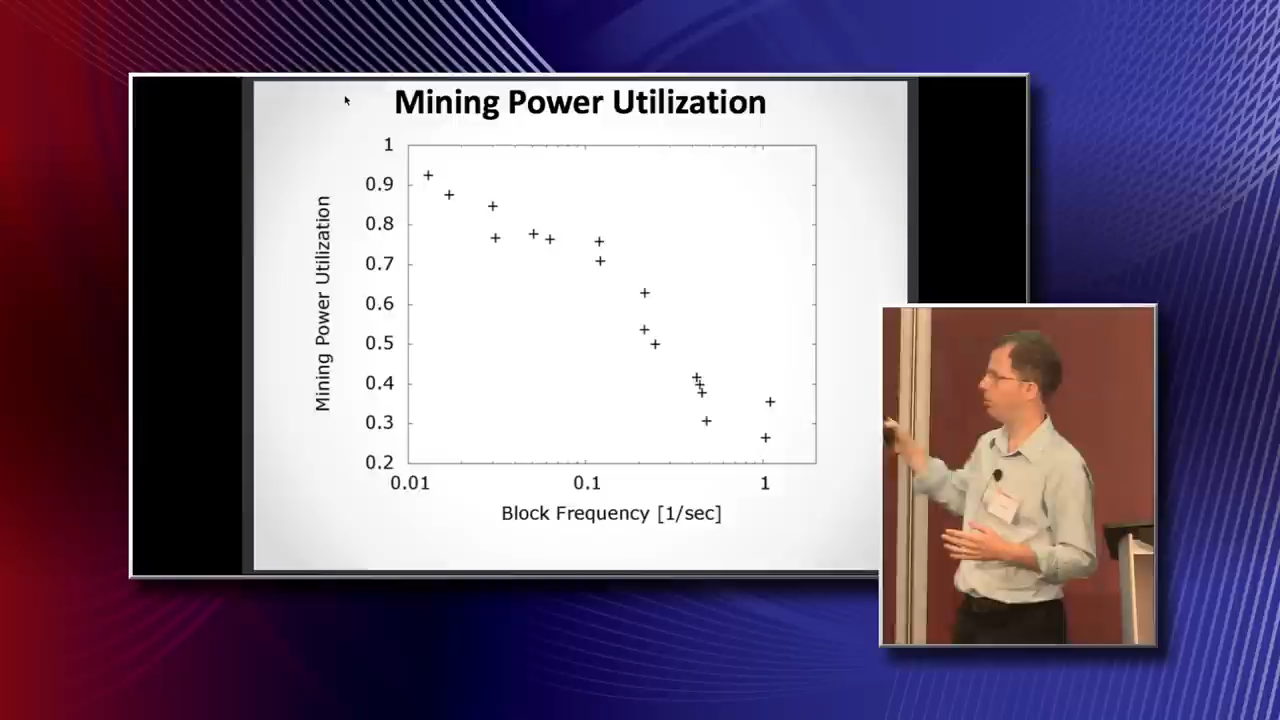 Mining Power Utilization
1
0.9
0.8
0.7
0.6
0.5
0.4
0.3
0.2
Mining Power Utilization
0.01 0.1 1
Block Frequency [1/sec]